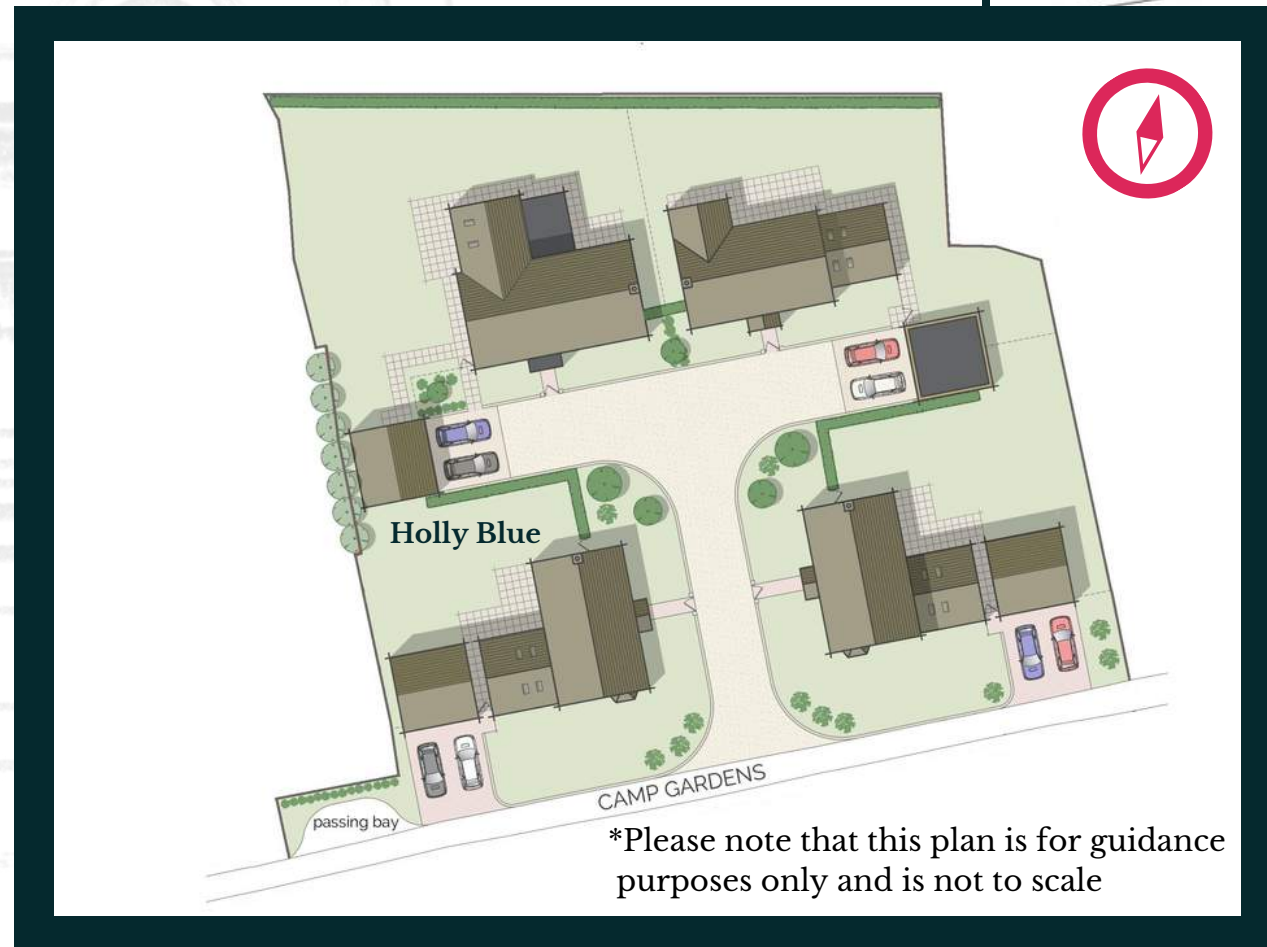 Holly Blue
CAMP GARDENS
passing bay
*Please note that this plan is for guidance
purposes only and is not to scale